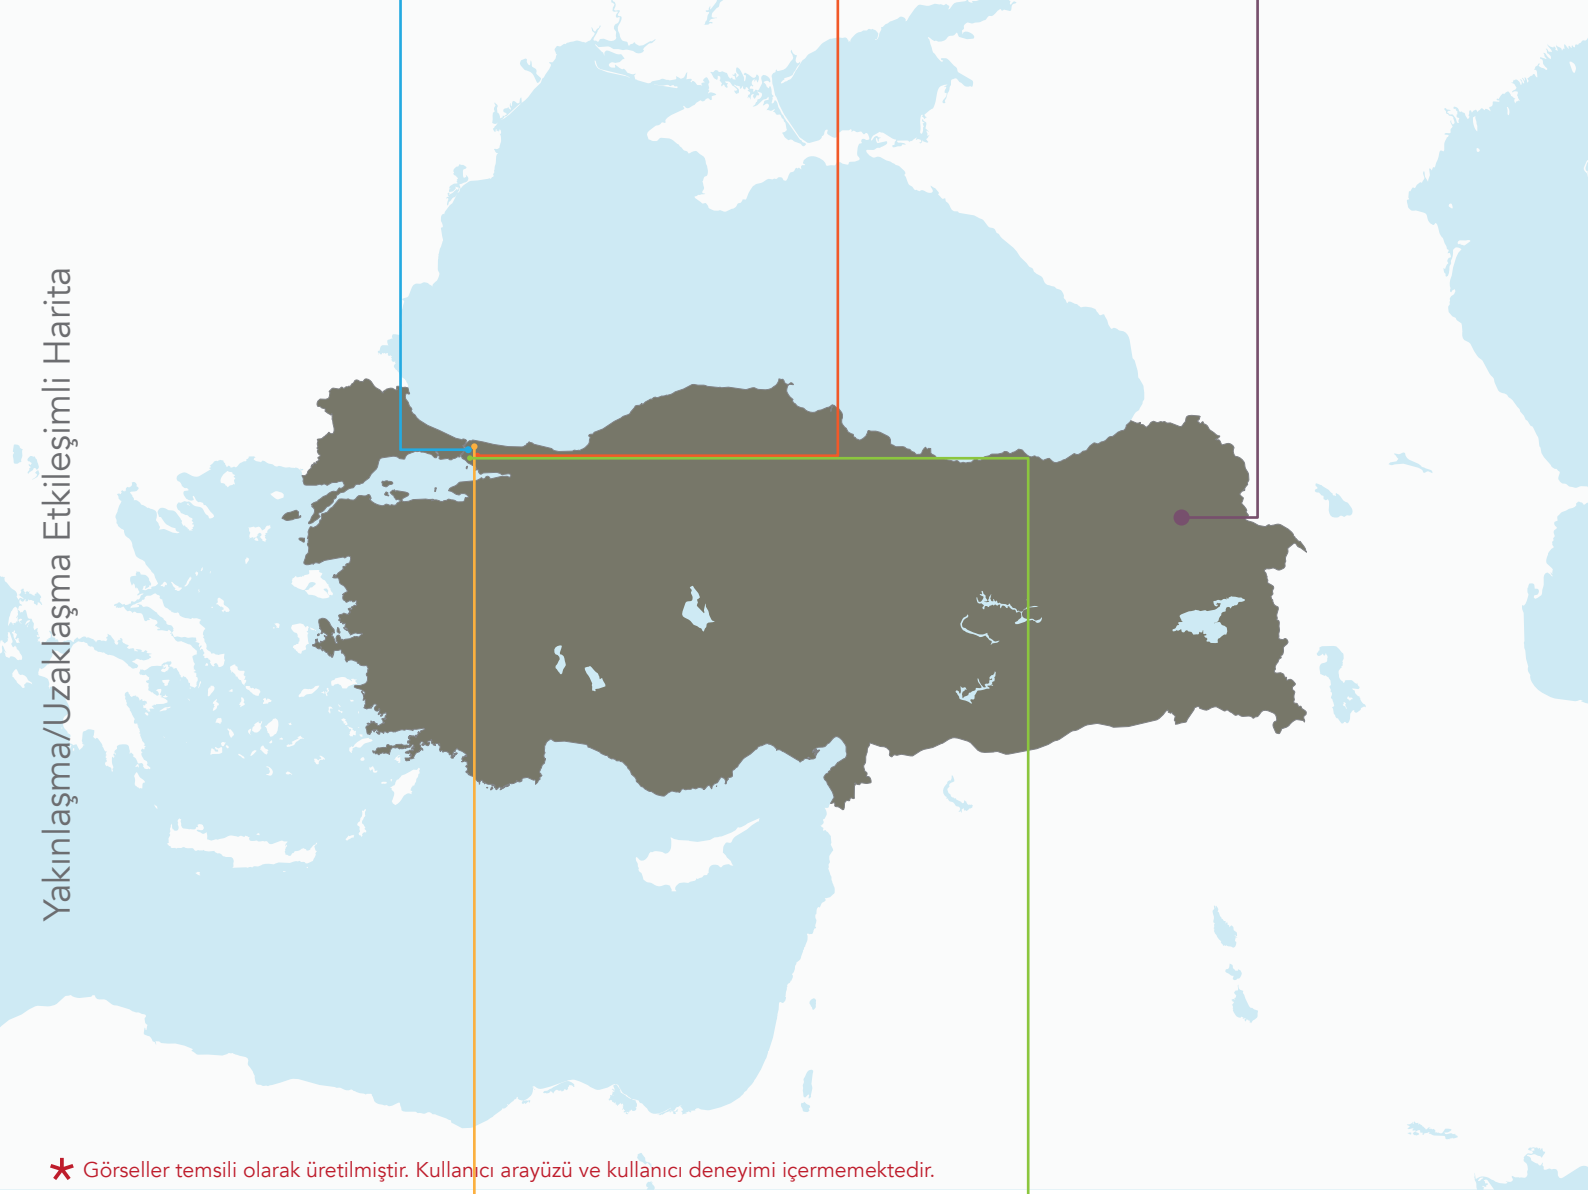 Yakınlaşma/Uzaklaşma Etkileşimli Harita
* Görseller temsili olarak üretilmiştir. Kullanıcı arayüzü ve kullanıcı deneyimi içermemektedir.